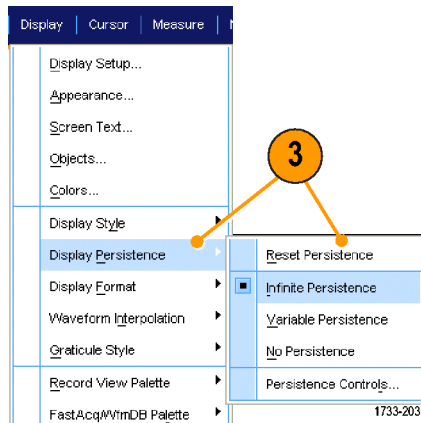 Display Cursor Measure
Display Setup...
Appearance...
Screen Text...
Objects...
3
Colors...
Display Style
Display Persistence
Reset Persistence
Display Format
Infinite Persistence
Waveform Interpolation
Variable Persistence
Graticule Style
No Persistence
Record View Palette
Persistence Controls...
FastAcq/WfmDB Palette
1733-203